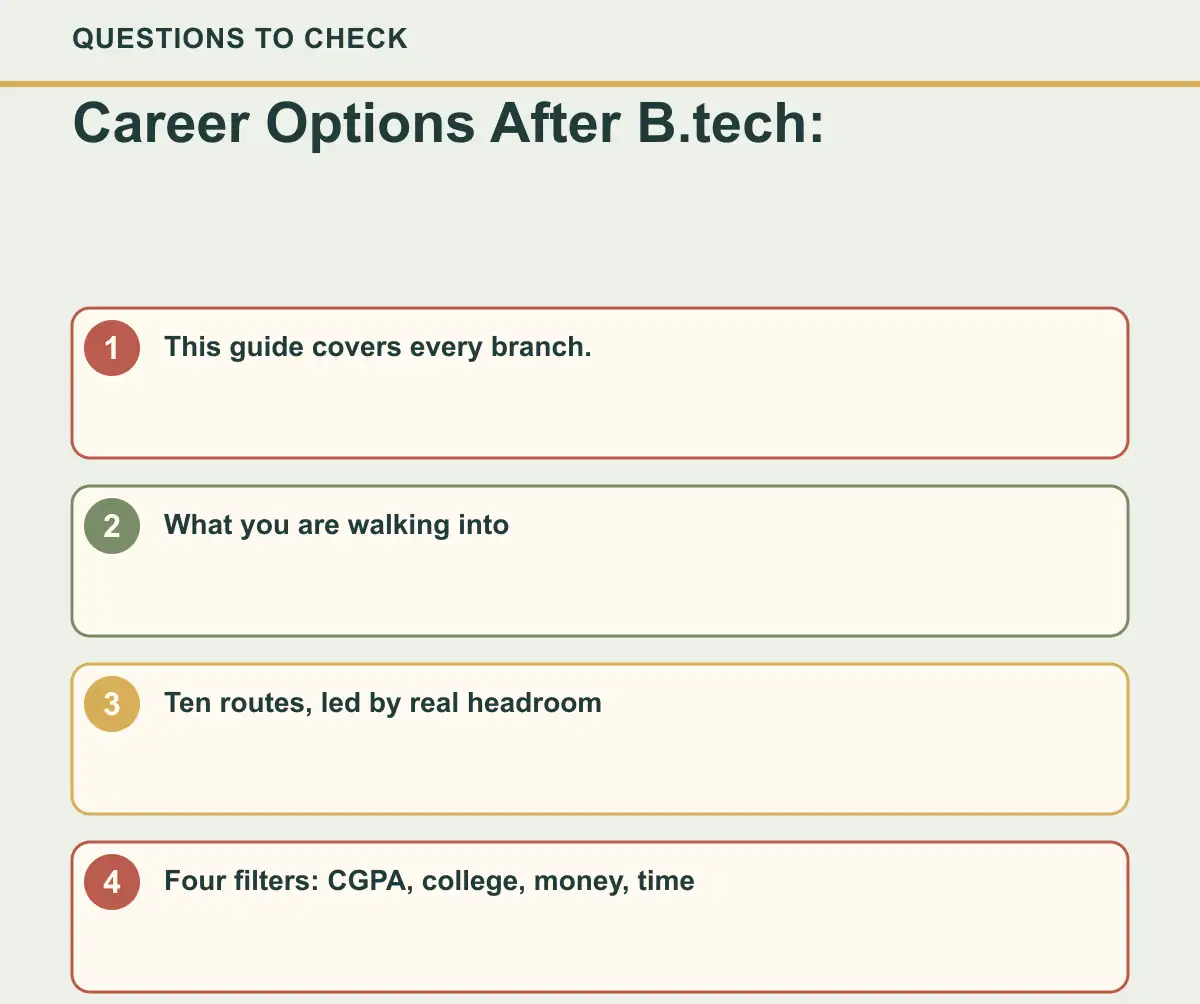 QUESTIONS TO CHECK
Career Options After B.tech:
1 This guide covers every branch.
2 What you are walking into
3 Ten routes, led by real headroom
4 Four filters: CGPA, college, money, time